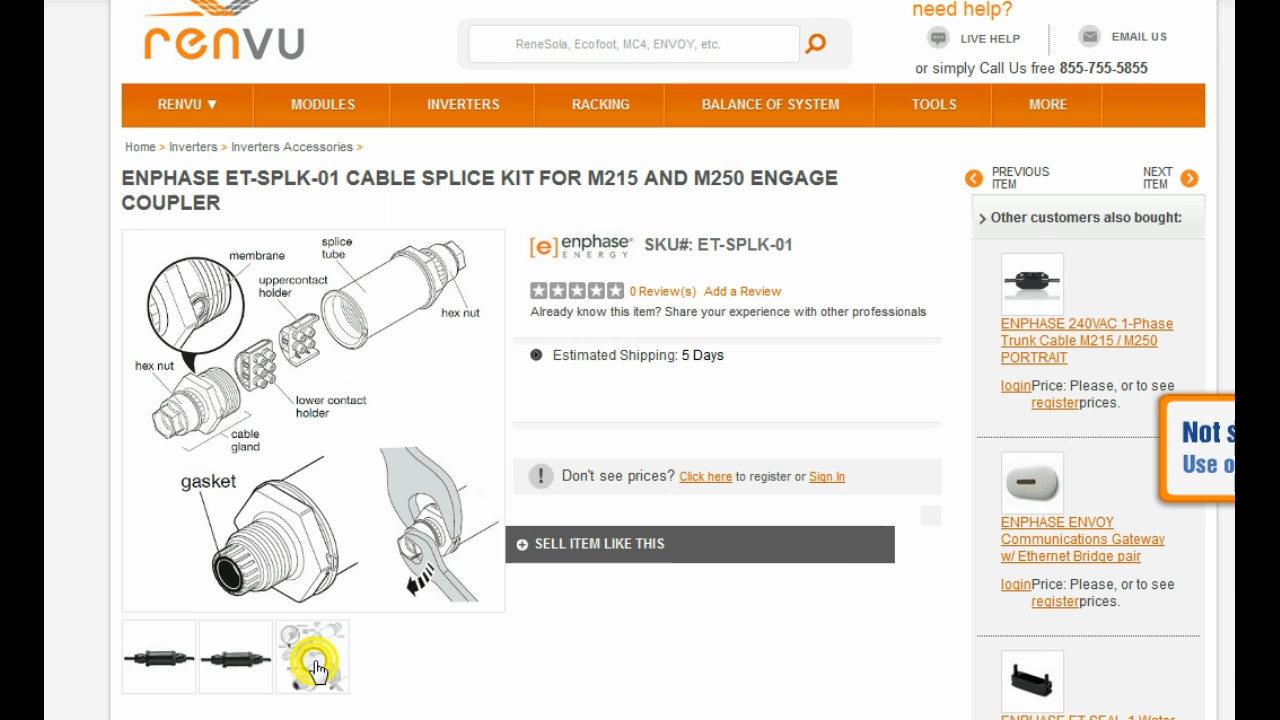 renvu
ReneSola, Ecofoot, MC4, ENVOY, etc.
need help?
LIVE HELP
EMAIL US
or simply Call Us free 855-755-5855
RENVU ▼
MODULES
INVERTERS
RACKING
BALANCE OF SYSTEM
TOOLS
MORE
Home > Inverters > Inverters Accessories >
ENPHASE ET-SPLK-01 CABLE SPLICE KIT FOR M215 AND M250 ENGAGE
COUPLER
PREVIOUS
ITEM
NEXT
ITEM
membrane
splice
tube
uppercontact
holder
hex nut
hex nut
lower contact
holder
cable
gland
gasket
[e] enphase®
ENERGY
SKU#: ET-SPLK-01
0 Review(s) Add a Review
Already know this item? Share your experience with other professionals
Estimated Shipping: 5 Days
! Don't see prices? Click here to register or Sign In
SELL ITEM LIKE THIS
Other customers also bought:
ENPHASE 240VAC 1-Phase
Trunk Cable M215 / M250
PORTRAIT
loginPrice: Please, or to see
registerprices.
Not s
Use o
ENPHASE ENVOY
Communications Gateway
w/ Ethernet Bridge pair
loginPrice: Please, or to see
registerprices.
ENPHASE ET-SEAL-1 Water